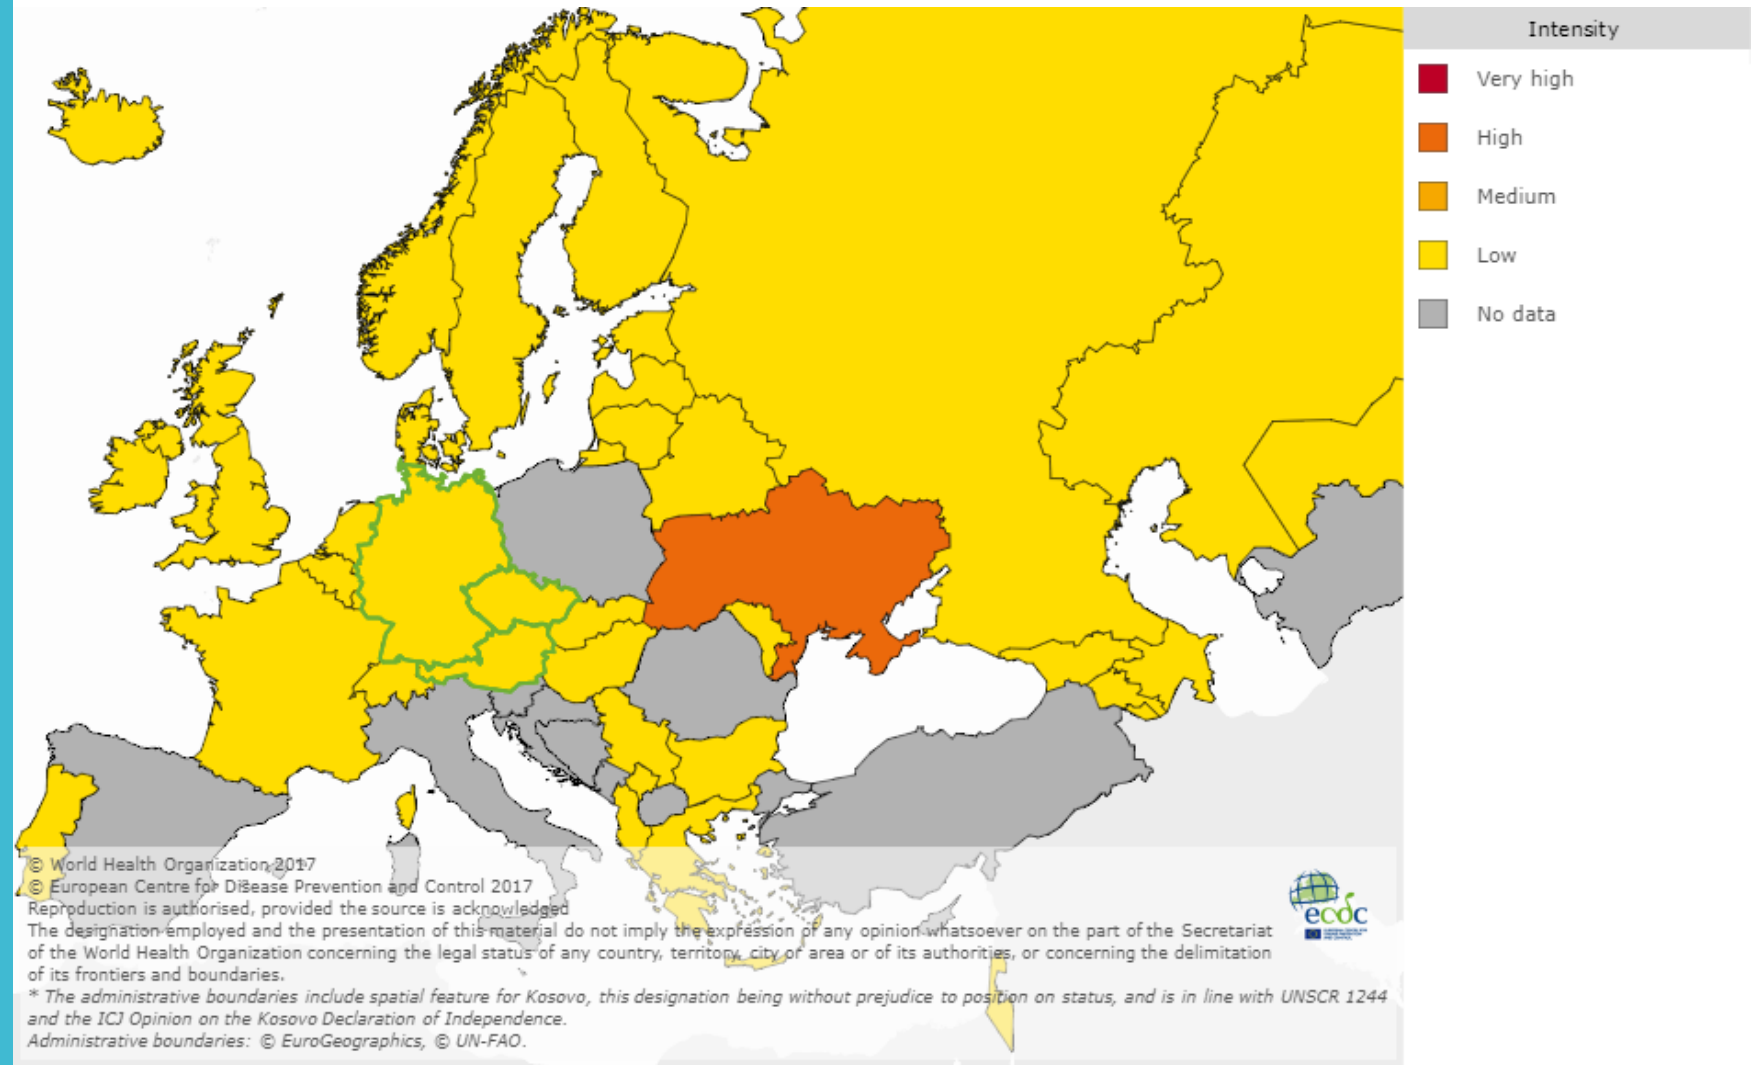 Intensity
Very high
High
Medium
Low
No data
© World Health Organization 2017
© European Centre for Disease Prevention and Control 2017
Reproduction is authorised, provided the source is acknowledged
The designation employed and the presentation of this material do not imply the expression of any opinion whatsoever on the part of the Secretariat
of the World Health Organization concerning the legal status of any country, territory, city or area or of its authorities, or concerning the delimitation
of its frontiers and boundaries.
* The administrative boundaries include spatial feature for Kosovo, this designation being without prejudice to position on status, and is in line with UNSCR 1244
and the ICJ Opinion on the Kosovo Declaration of Independence.
Administrative boundaries: © EuroGeographics, © UN-FAO.
ecdc